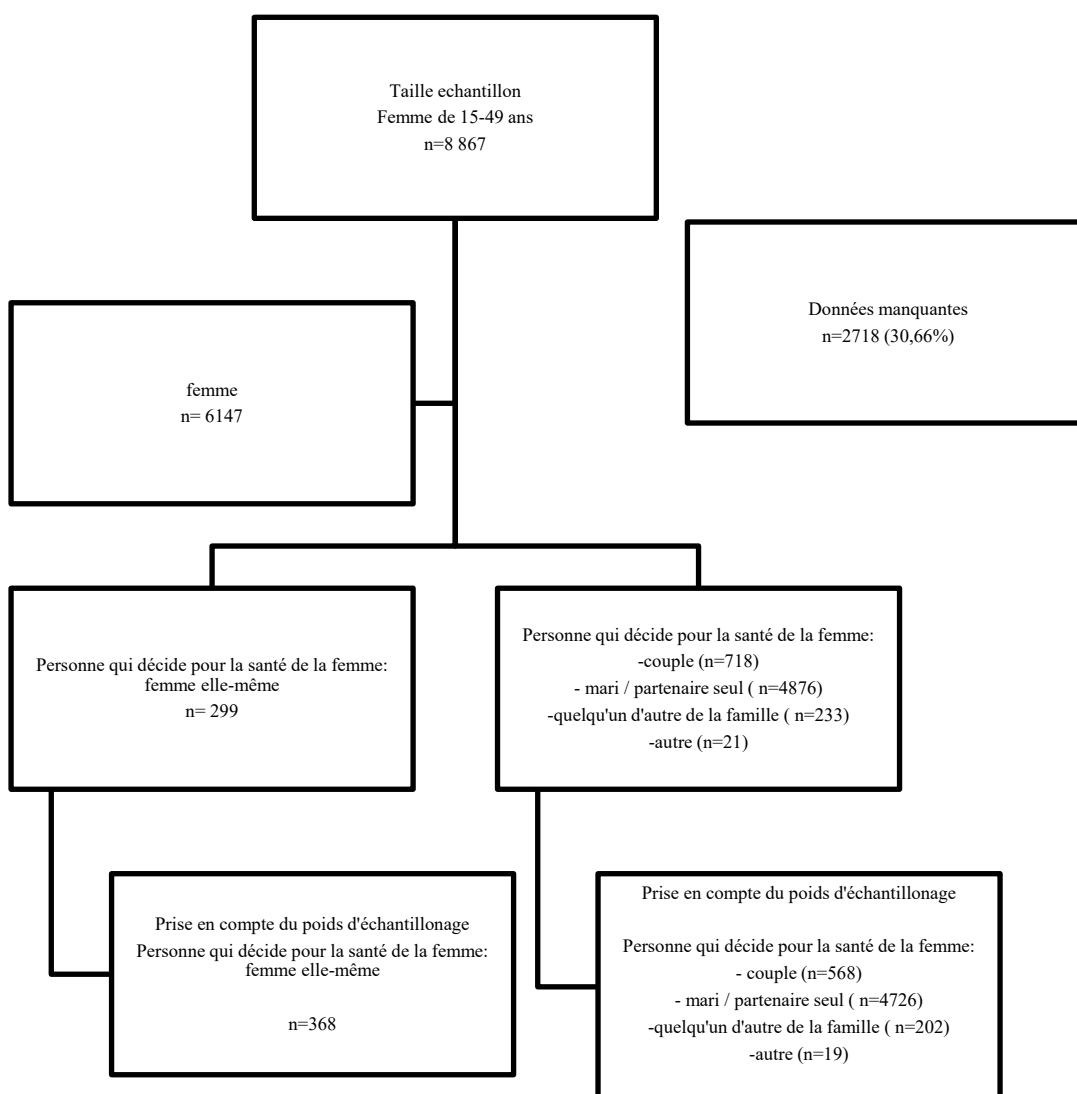 Taille echantillon
Femme de 15-49 ans
n=8 867
Données manquantes
n=2718 (30,66%)
femme
n= 6147
Personne qui décide pour la santé de la femme:
femme elle-même
n= 299
Personne qui décide pour la santé de la femme:
-couple (n=718)
- mari / partenaire seul ( n=4876)
-quelqu'un d'autre de la famille ( n=233)
-autre (n=21)
Prise en compte du poids d'échantillonage
Personne qui décide pour la santé de la femme:
femme elle-même
n=368
Prise en compte du poids d'échantillonage
Personne qui décide pour la santé de la femme:
- couple (n=568)
- mari / partenaire seul ( n=4726)
-quelqu'un d'autre de la famille ( n=202)
-autre (n=19)